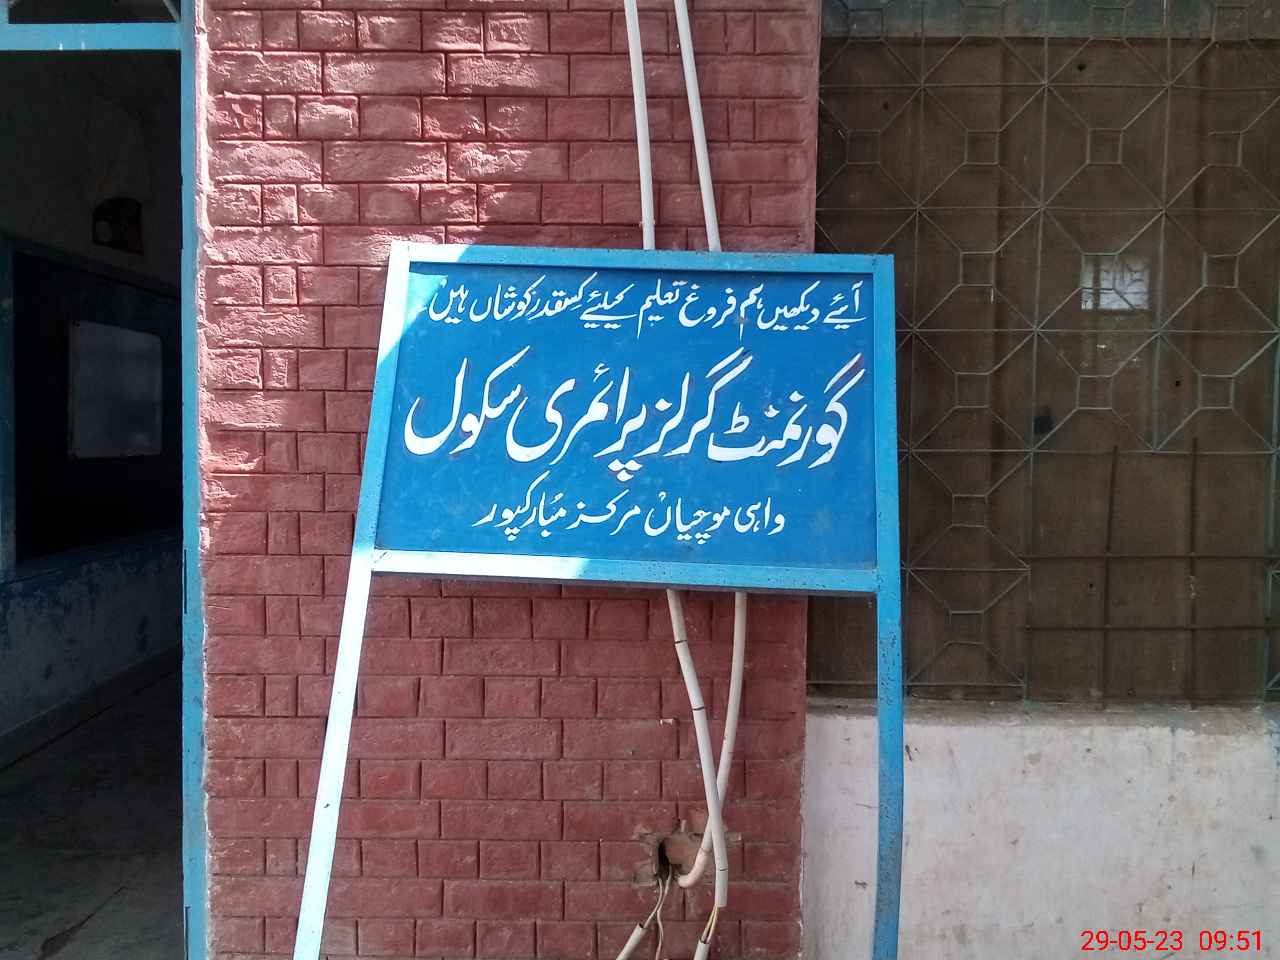 آیئے دیکھیں ہم فروغ تعلیم کیلئے کسقدر کوشاں ہیں
گورنمنٹ گرلز پرائمری سکول
واہی موچیاں مرکز مبارکپور
29-05-23 09:51